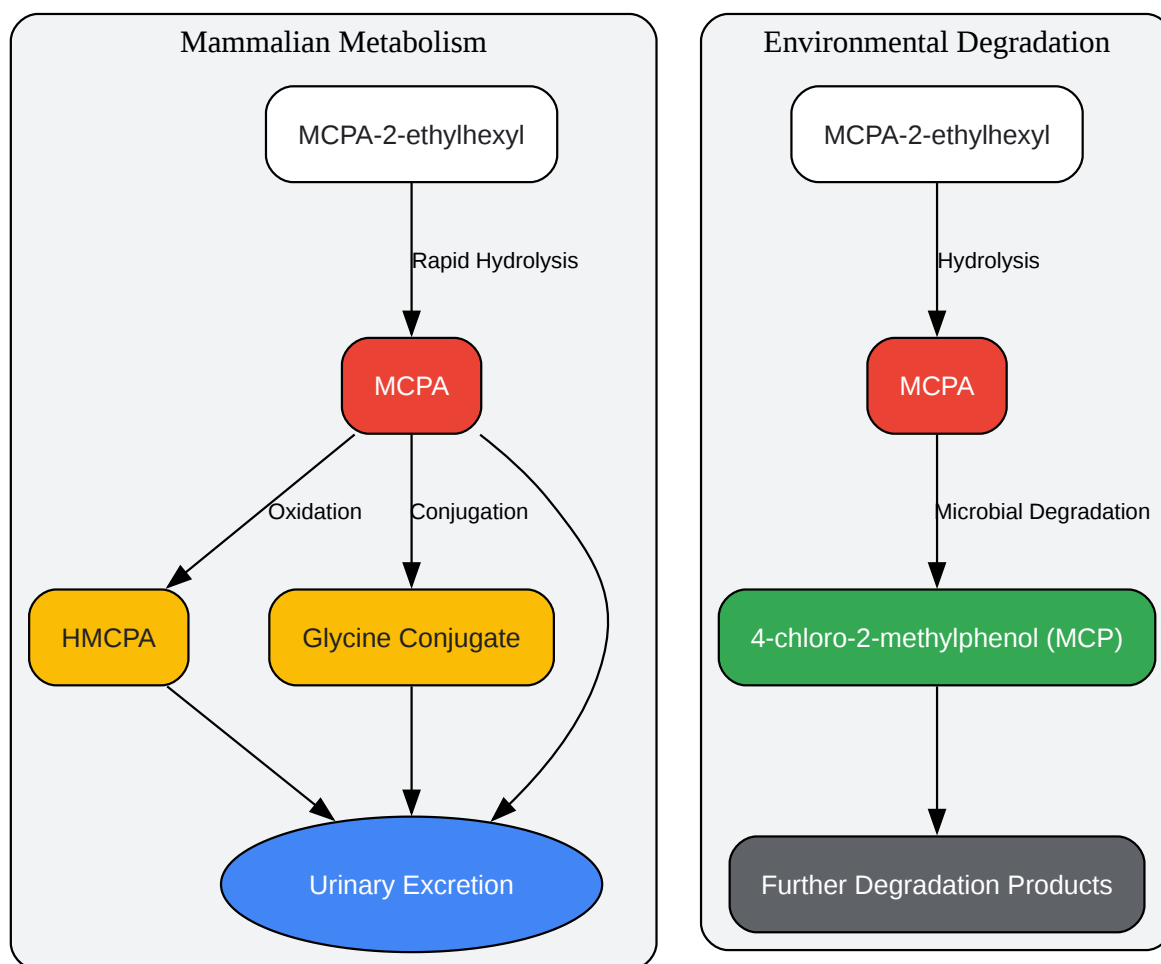 Mammalian Metabolism
MCPA-2-ethylhexyl
Rapid Hydrolysis
MCPA
Oxidation
Conjugation
HMCPA
Glycine Conjugate
Urinary Excretion
Environmental Degradation
MCPA-2-ethylhexyl
Hydrolysis
MCPA
Microbial Degradation
4-chloro-2-methylphenol (MCP)
Further Degradation Products